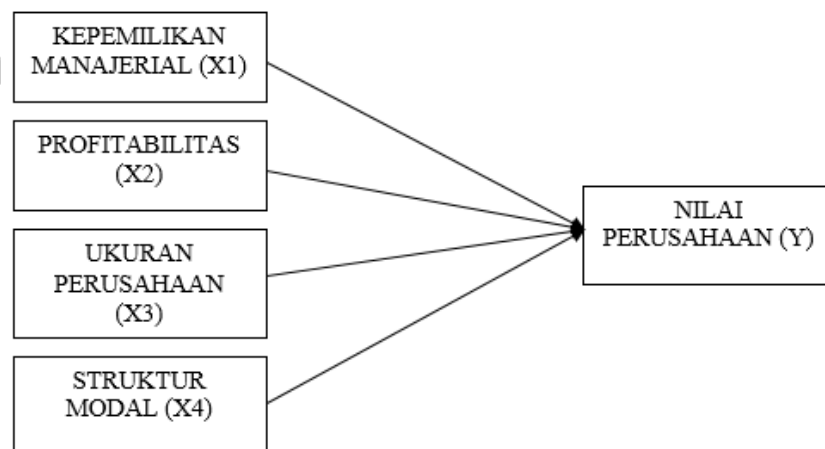 KEPEMILIKAN
MANAJERIAL (X1)
PROFITABILITAS
(X2)
UKURAN
PERUSAHAAN
(X3)
STRUKTUR
MODAL (X4)
NILAI
PERUSAHAAN (Y)